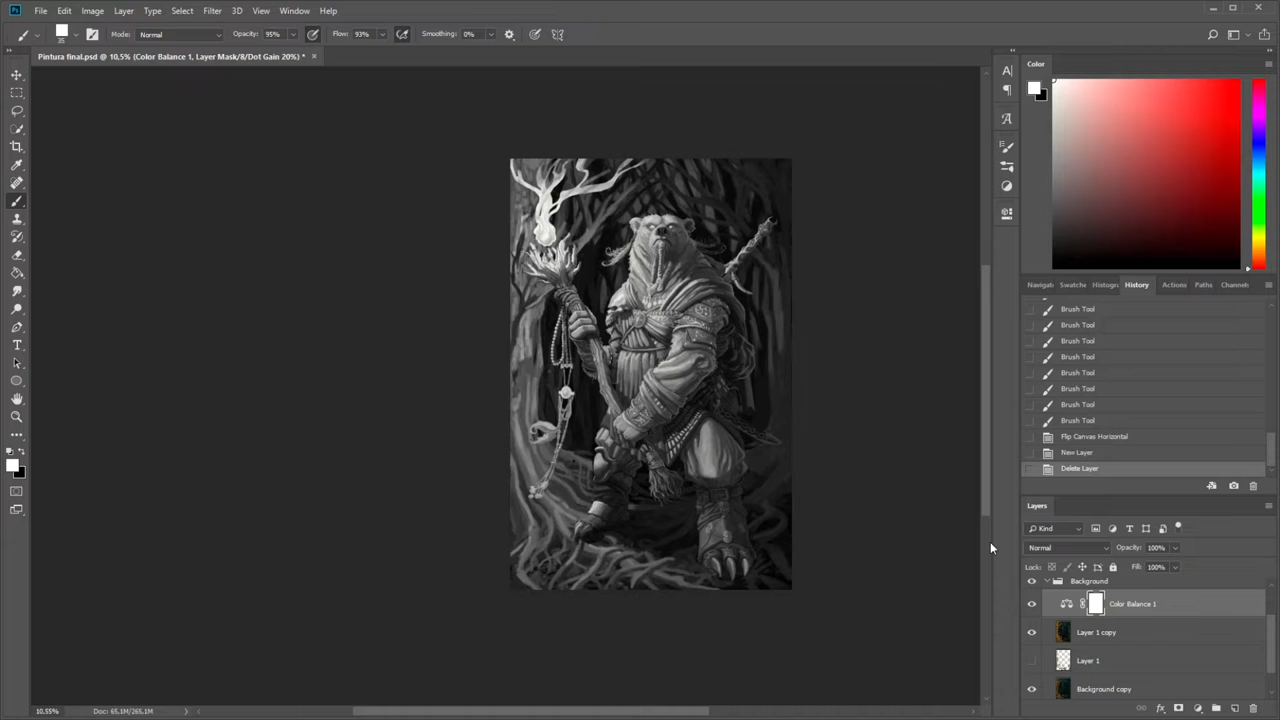 Ps File Edit Image Layer Type Select Filter 3D View Window Help
35 Mode: Normal Opacity: 95% Flow: 93% Smoothing: 0%
Pintura final.psd @ 10,5% (Color Balance 1, Layer Mask/8/Dot Gain 20%) *
Color
Navigat Swatche Histogra History Actions Paths Channels
Brush Tool
Brush Tool
Brush Tool
Brush Tool
Brush Tool
Brush Tool
Brush Tool
Brush Tool
Flip Canvas Horizontal
New Layer
Delete Layer
Layers
Kind
Normal Opacity: 100%
Lock: Fill: 100%
Background
Color Balance 1
Layer 1 copy
Layer 1
Background copy
10,55% Doc: 65,1M/265,1M